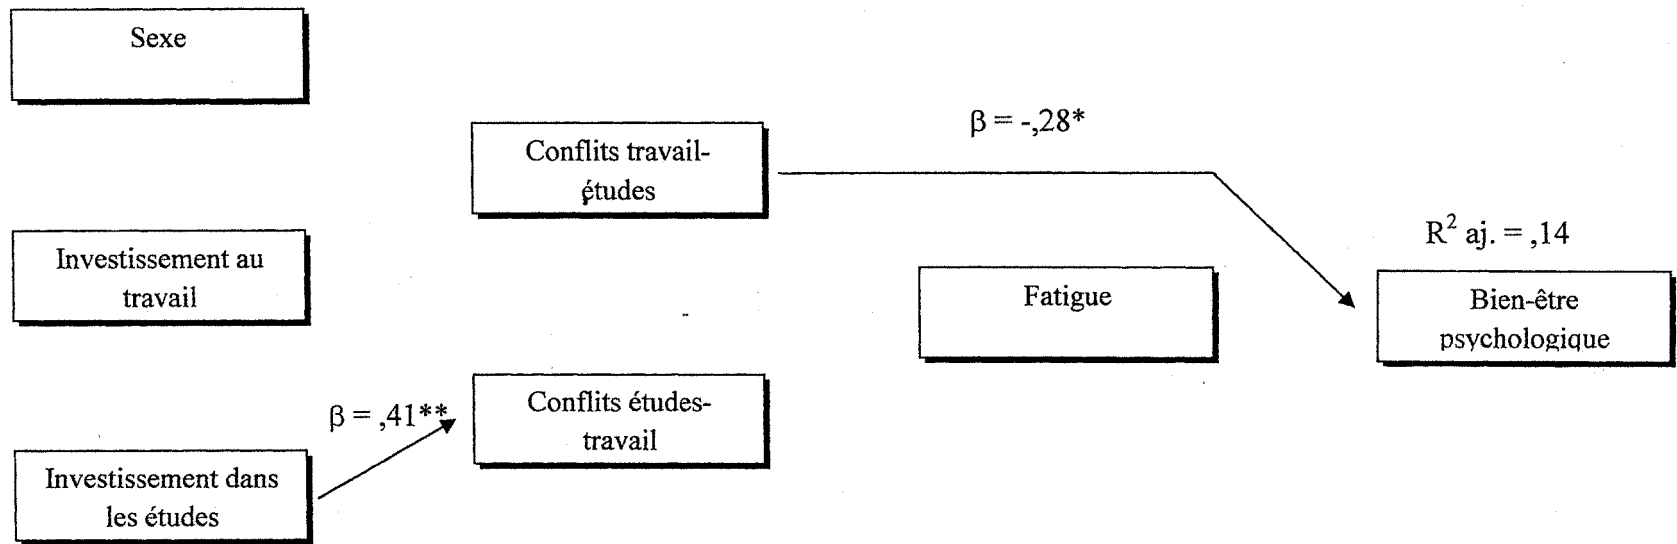 Sexe
β = -,28*
Conflits travail-
études
R² aj. = ,14
Investissement au
travail
Fatigue
Bien-être
psychologique
β = ,41**
Conflits études-
travail
Investissement dans
les études